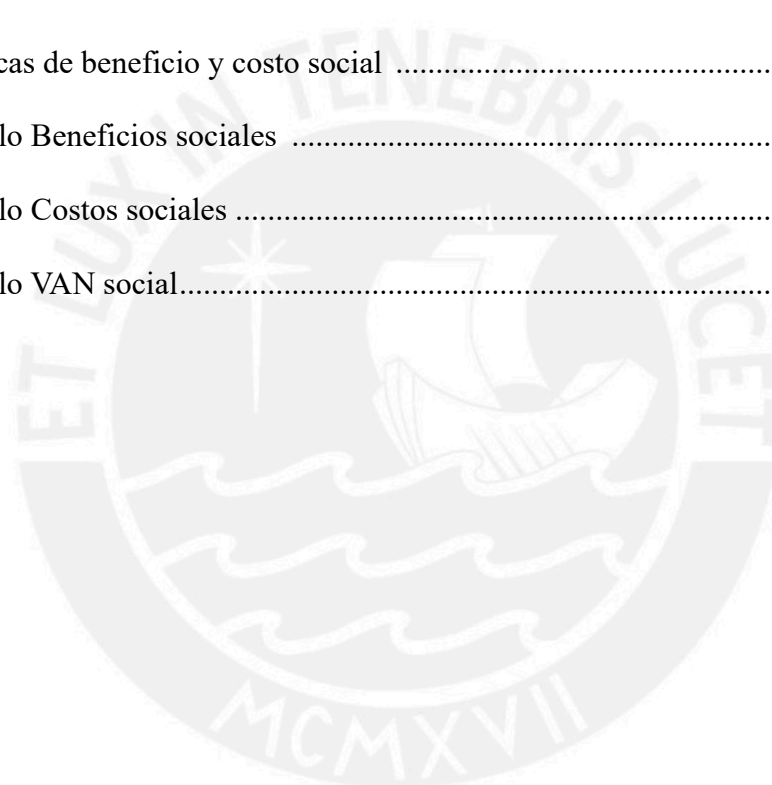 cas de beneficio y costo social ................................................
lo Beneficios sociales ..............................................................
lo Costos sociales .....................................................................
lo VAN social............................................................................
ET LUX IN TENEBRIS LUCET
MCMXVII